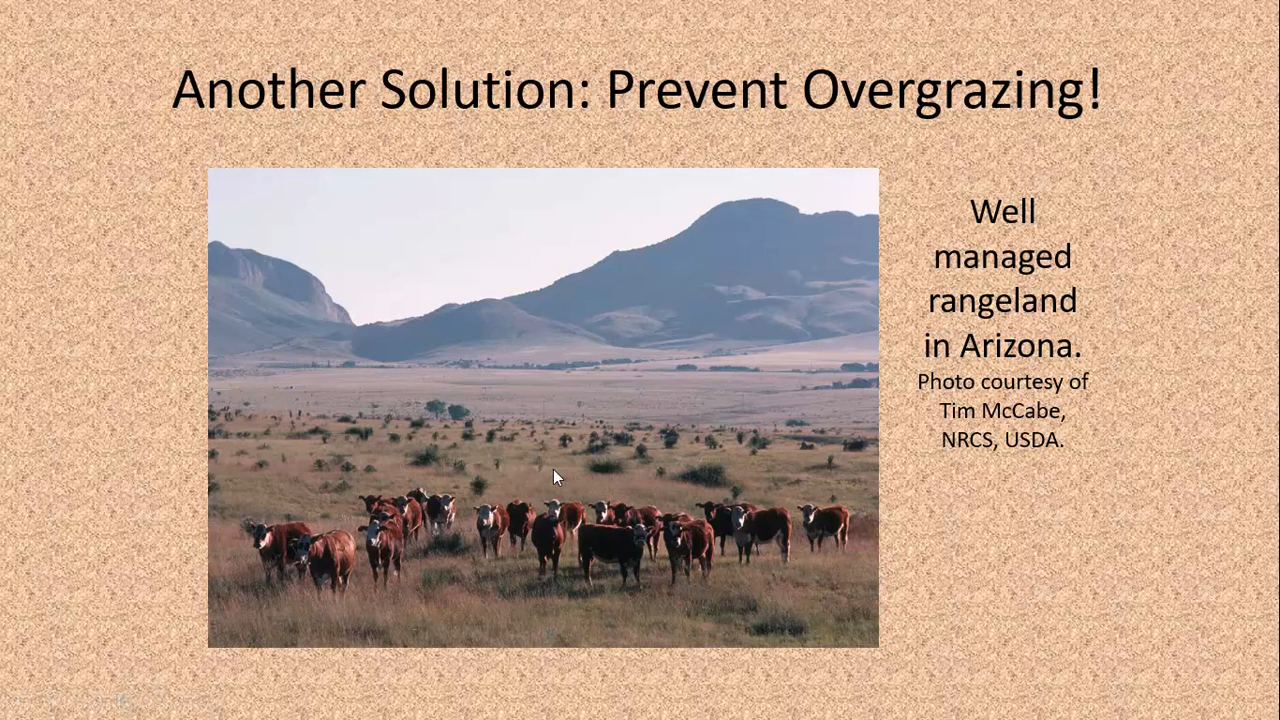 Another Solution: Prevent Overgrazing!
Well
managed
rangeland
in Arizona.
Photo courtesy of
Tim McCabe,
NRCS, USDA.